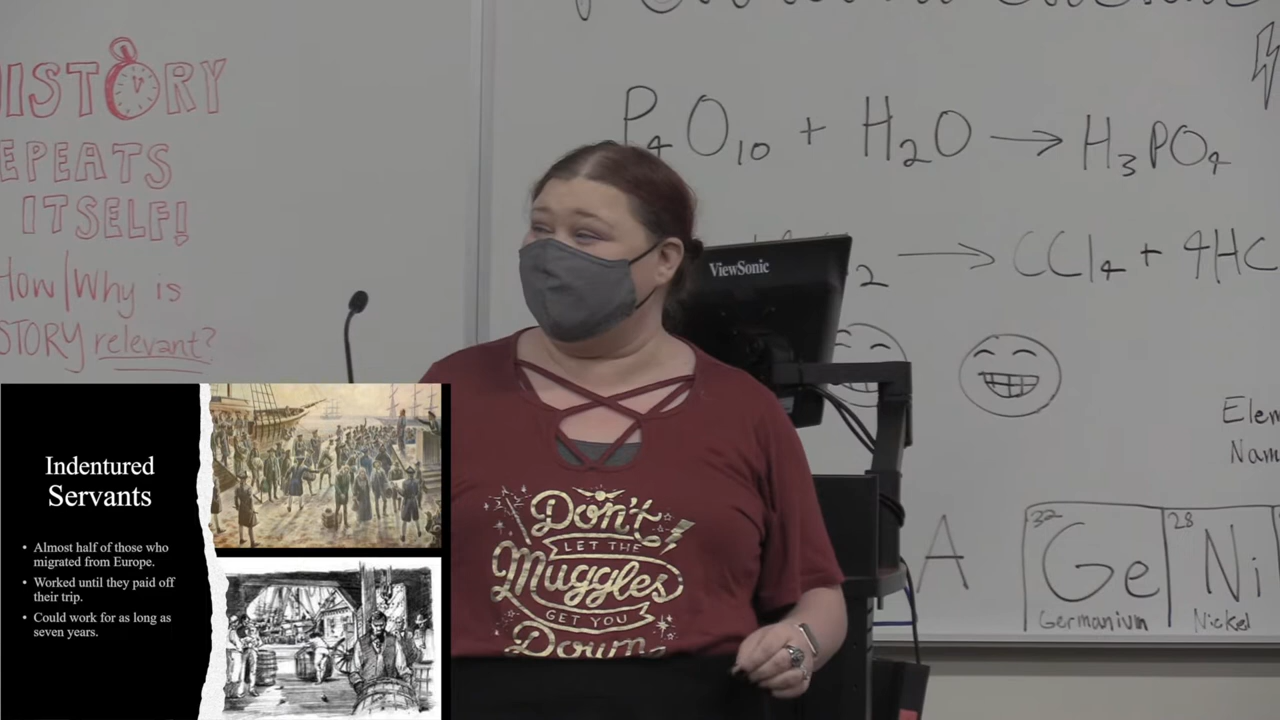 ISTORY
EPEATS
ITSELF!
How/Why is
STORY relevant?
P4O10 + H2O → H3PO4
2 → CCl4 + 4HC
ViewSonic
Indentured
Servants
• Almost half of those who
migrated from Europe.
• Worked until they paid off
their trip.
• Could work for as long as
seven years.
Don't
LET THE
Muggles
GET YOU
Down
Elem
Nam
A
32
Ge
Germanium
28
Ni
Nickel